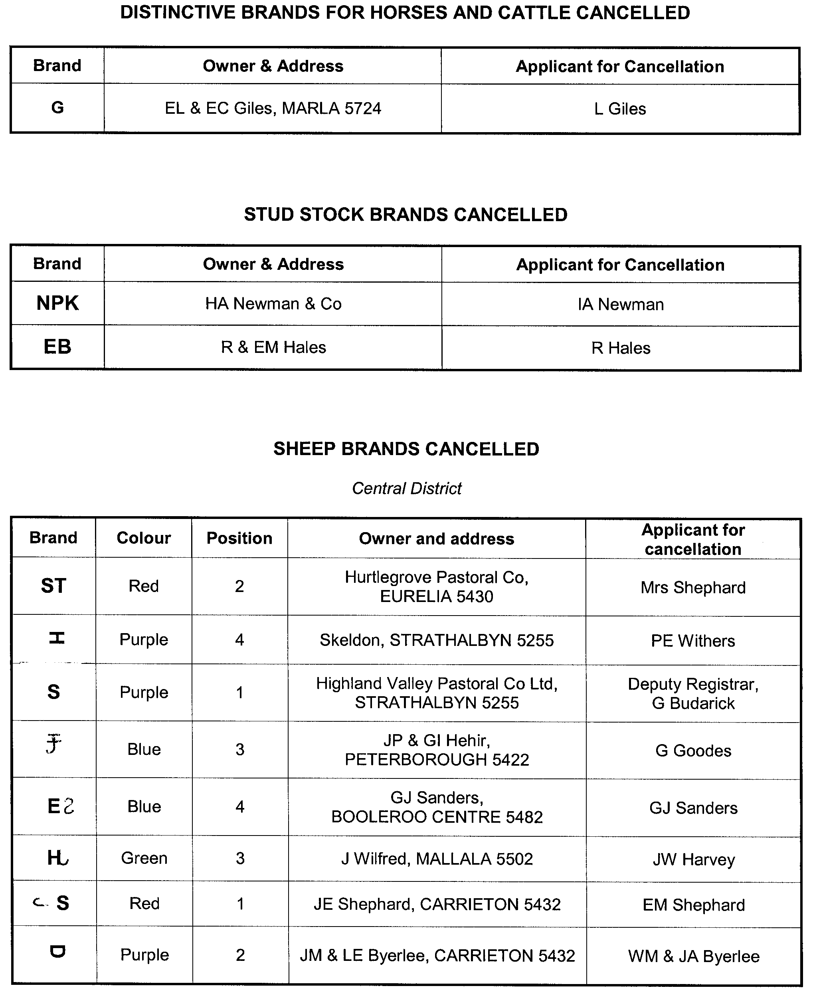 DISTINCTIVE BRANDS FOR HORSES AND CATTLE CANCELLED
Brand Owner & Address Applicant for Cancellation
G EL & EC Giles, MARLA 5724 L Giles
STUD STOCK BRANDS CANCELLED
Brand Owner & Address Applicant for Cancellation
NPK HA Newman & Co IA Newman
EB R & EM Hales R Hales
SHEEP BRANDS CANCELLED
Central District
Brand Colour Position Owner and address Applicant for
cancellation
ST Red 2 Hurtlegrove Pastoral Co,
EURELIA 5430 Mrs Shephard
H Purple 4 Skeldon, STRATHALBYN 5255 PE Withers
S Purple 1 Highland Valley Pastoral Co Ltd,
STRATHALBYN 5255 Deputy Registrar,
G Budarick
Blue 3 JP & GI Hehir,
PETERBOROUGH 5422 G Goodes
E Blue 4 GJ Sanders,
BOOLEROO CENTRE 5482 GJ Sanders
Green 3 J Wilfred, MALLALA 5502 JW Harvey
S Red 1 JE Shephard, CARRIETON 5432 EM Shephard
D Purple 2 JM & LE Byerlee, CARRIETON 5432 WM & JA Byerlee